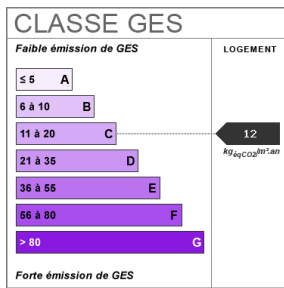 CLASSE GES
Faible émission de GES
LOGEMENT
≤ 5 A
6 à 10 B
11 à 20 C
12
kgéqCO2/m².an
21 à 35 D
36 à 55 E
56 à 80 F
> 80 G
Forte émission de GES